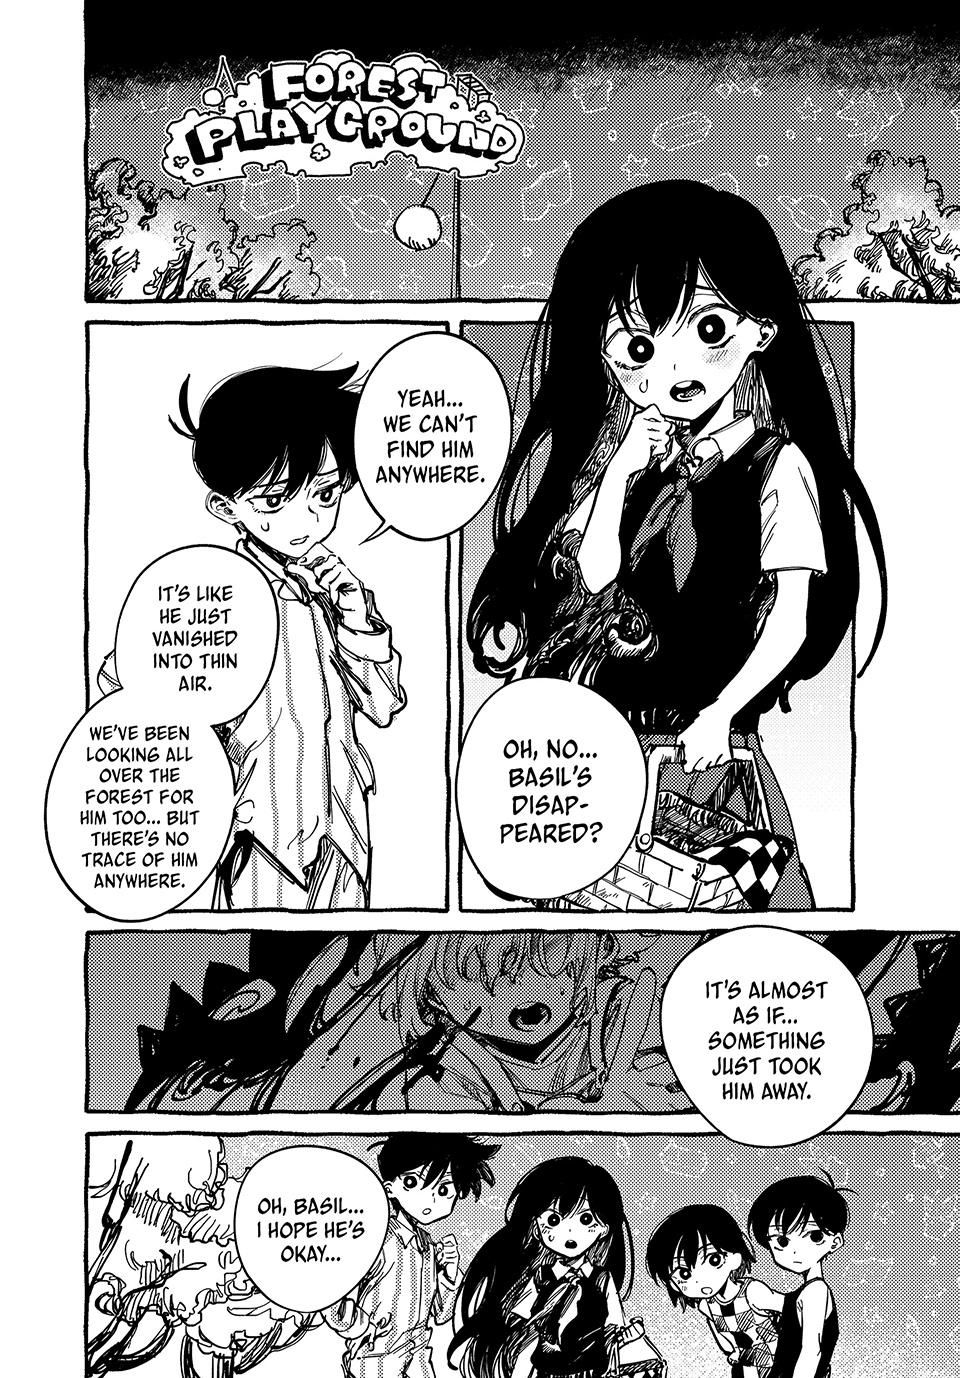 FOREST
PLAYGROUND
OH, NO...
BASIL'S
DISAP-
PEARED?
YEAH...
WE CAN'T
FIND HIM
ANYWHERE.
IT'S LIKE
HE JUST
VANISHED
INTO THIN
AIR.
WE'VE BEEN
LOOKING ALL
OVER THE
FOREST FOR
HIM TOO... BUT
THERE'S NO
TRACE OF HIM
ANYWHERE.
IT'S ALMOST
AS IF...
SOMETHING
JUST TOOK
HIM AWAY.
OH, BASIL...
I HOPE HE'S
OKAY...